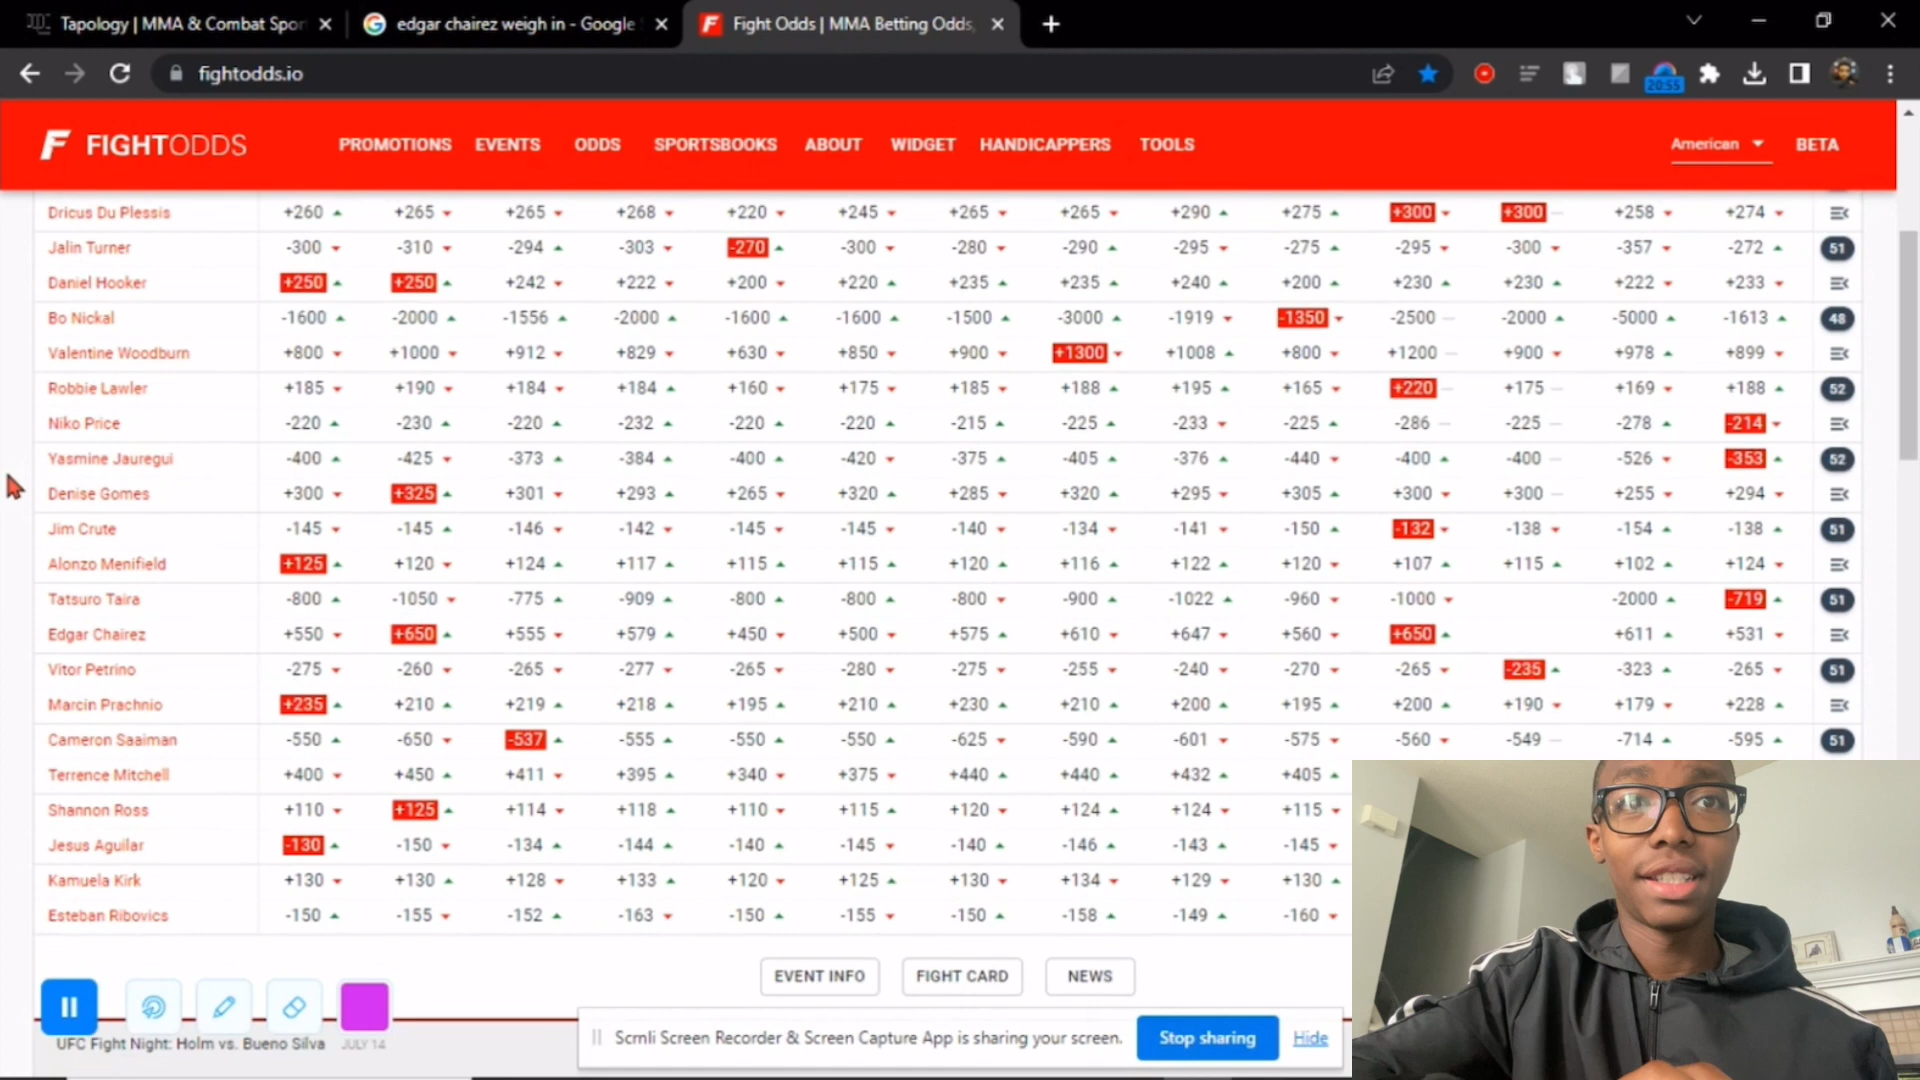 Tapology | MMA & Combat Spor
edgar chairez weigh in - Google
Fight Odds | MMA Betting Odds,
fightodds.io
20:55
FIGHTODDS PROMOTIONS EVENTS ODDS SPORTSBOOKS ABOUT WIDGET HANDICAPPERS TOOLS American BETA
Dricus Du Plessis +260 +265 +265 +268 +220 +245 +265 +265 +290 +275 +300 +300 +258 +274
Jalin Turner -300 -310 -294 -303 -270 -300 -280 -290 -295 -275 -295 -300 -357 -272 51
Daniel Hooker +250 +250 +242 +222 +200 +220 +235 +235 +240 +200 +230 +230 +222 +233
Bo Nickal -1600 -2000 -1556 -2000 -1600 -1600 -1500 -3000 -1919 -1350 -2500 -2000 -5000 -1613 48
Valentine Woodburn +800 +1000 +912 +829 +630 +850 +900 +1300 +1008 +800 +1200 +900 +978 +899
Robbie Lawler +185 +190 +184 +184 +160 +175 +185 +188 +195 +165 +220 +175 +169 +188 52
Niko Price -220 -230 -220 -232 -220 -220 -215 -225 -233 -225 -286 -225 -278 -214
Yasmine Jauregui -400 -425 -373 -384 -400 -420 -375 -405 -376 -440 -400 -400 -526 -353 52
Denise Gomes +300 +325 +301 +293 +265 +320 +285 +320 +295 +305 +300 +300 +255 +294
Jim Crute -145 -145 -146 -142 -145 -145 -140 -134 -141 -150 -132 -138 -154 -138 51
Alonzo Menifield +125 +120 +124 +117 +115 +115 +120 +116 +122 +120 +107 +115 +102 +124
Tatsuro Taira -800 -1050 -775 -909 -800 -800 -800 -900 -1022 -960 -1000 -2000 -719 51
Edgar Chairez +550 +650 +555 +579 +450 +500 +575 +610 +647 +560 +650 +611 +531
Vitor Petrino -275 -260 -265 -277 -265 -280 -275 -255 -240 -270 -265 -235 -323 -265 51
Marcin Prachnio +235 +210 +219 +218 +195 +210 +230 +210 +200 +195 +200 +190 +179 +228
Cameron Saaiman -550 -650 -537 -555 -550 -550 -625 -590 -601 -575 -560 -549 -714 -595 51
Terrence Mitchell +400 +450 +411 +395 +340 +375 +440 +440 +432 +405
Shannon Ross +110 +125 +114 +118 +110 +115 +120 +124 +124 +115
Jesus Aguilar -130 -150 -134 -144 -140 -145 -140 -146 -143 -145
Kamuela Kirk +130 +130 +128 +133 +120 +125 +130 +134 +129 +130
Esteban Ribovics -150 -155 -152 -163 -150 -155 -150 -158 -149 -160
EVENT INFO FIGHT CARD NEWS
UFC Fight Night: Holm vs. Bueno Silva JULY 14
Scrnli Screen Recorder & Screen Capture App is sharing your screen. Stop sharing Hide